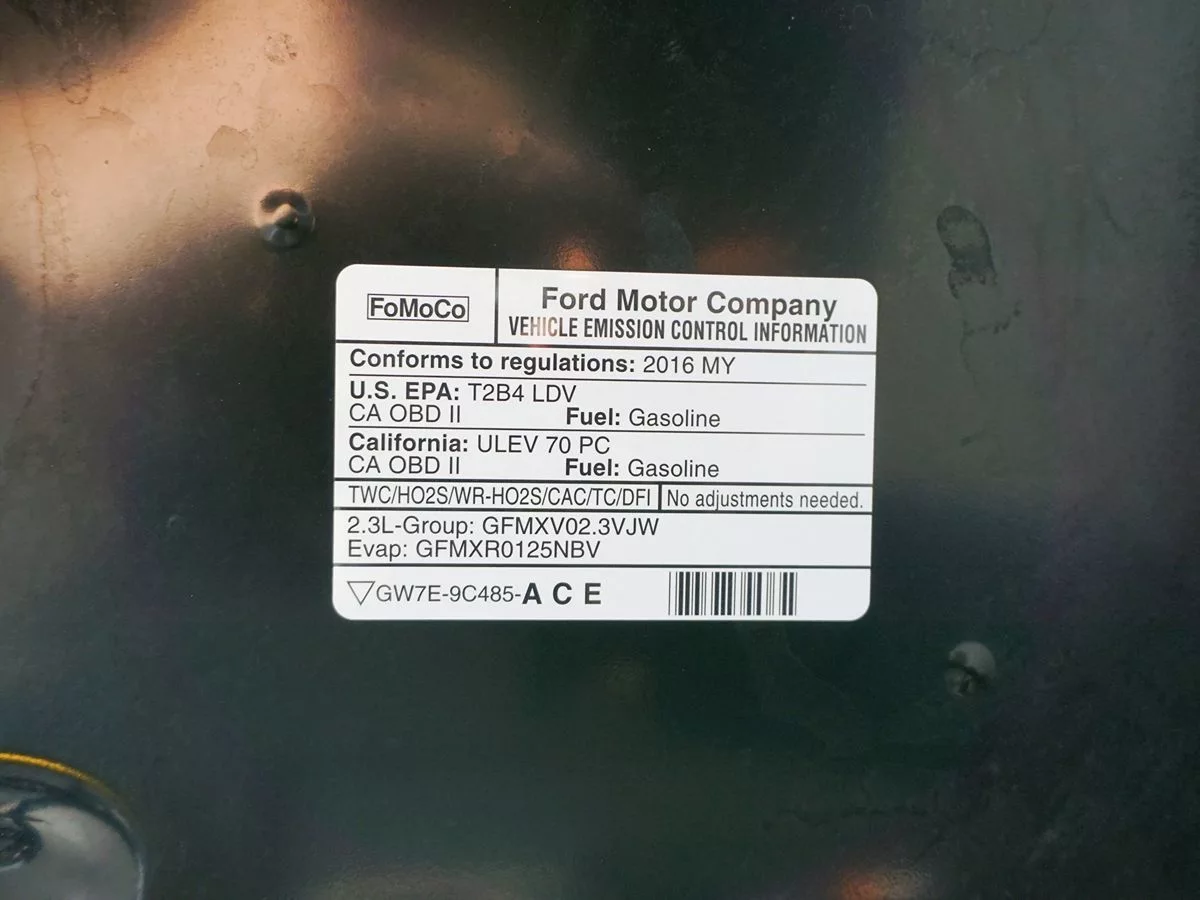 FoMoCo
Ford Motor Company
VEHICLE EMISSION CONTROL INFORMATION
Conforms to regulations: 2016 MY
U.S. EPA: T2B4 LDV
CA OBD II Fuel: Gasoline
California: ULEV 70 PC
CA OBD II Fuel: Gasoline
TWC/HO2S/WR-HO2S/CAC/TC/DFI No adjustments needed.
2.3L-Group: GFMXV02.3VJW
Evap: GFMXR0125NBV
GW7E-9C485-A C E